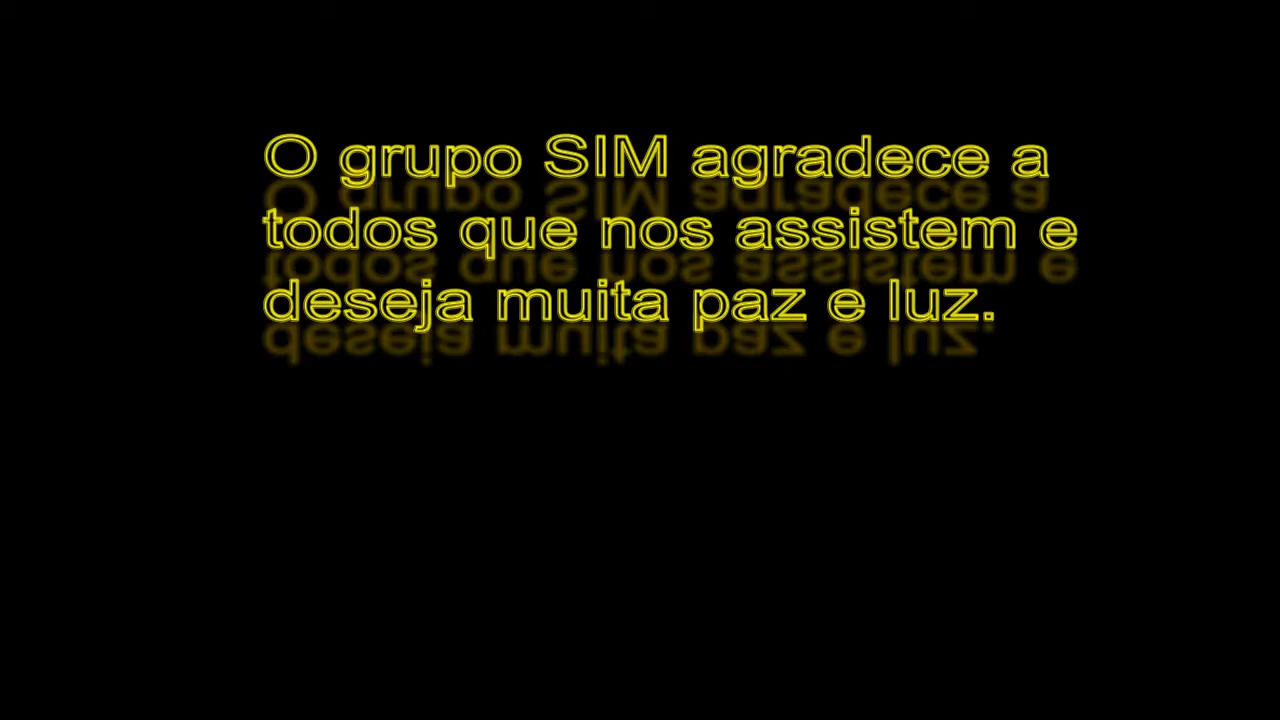 O grupo SIM agradece a
todos que nos assistem e
deseja muita paz e luz.